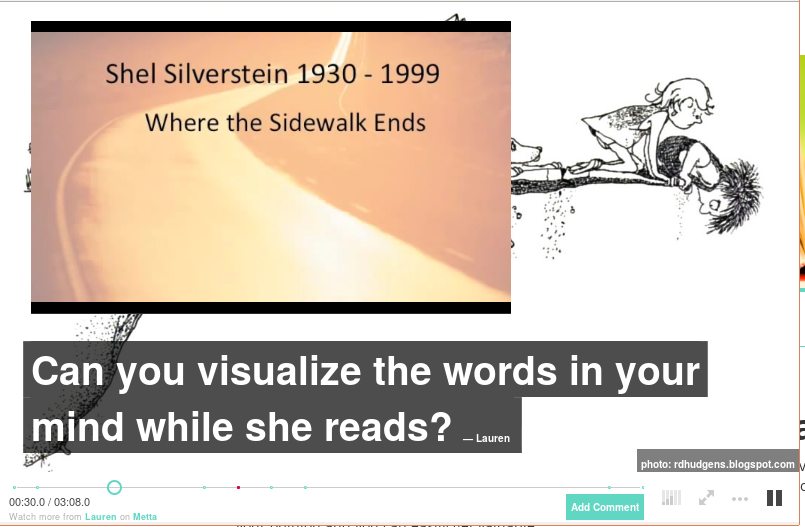 Shel Silverstein 1930 - 1999
Where the Sidewalk Ends
Can you visualize the words in your
mind while she reads? — Lauren
photo: rdhudgens.blogspot.com
00:30.0 / 03:08.0
Add Comment
Watch more from Lauren on Metta